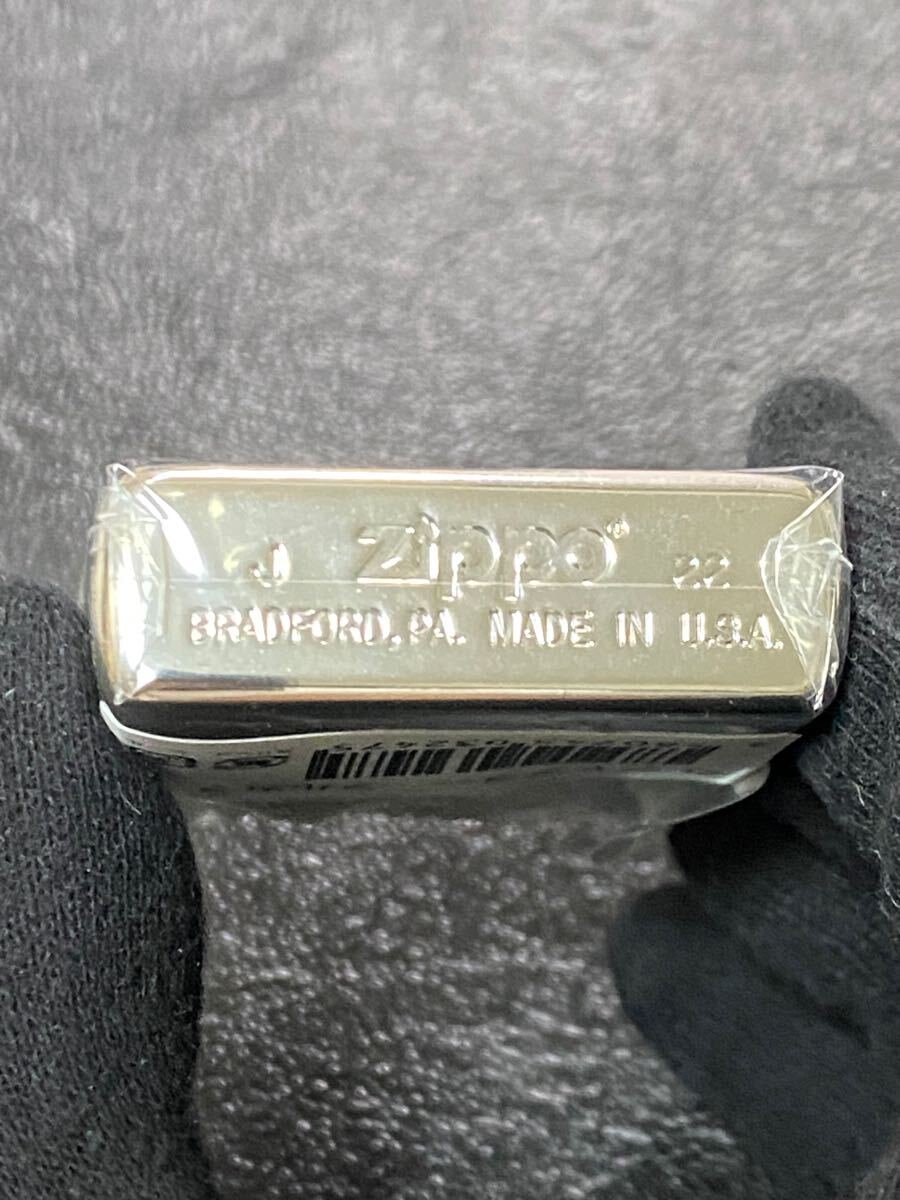 J Zippo® 22
BRADFORD, PA. MADE IN U.S.A.